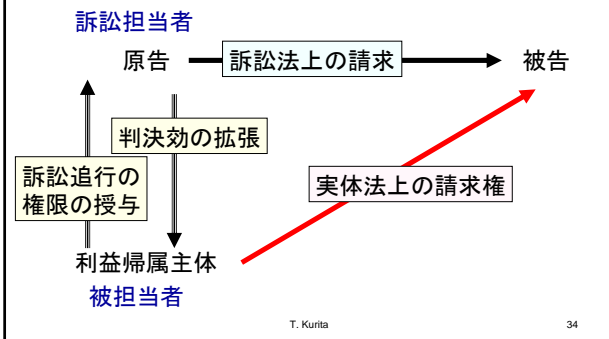 訴訟担当者
原告
訴訟法上の請求
被告
判決効の拡張
訴訟追行の
権限の授与
実体法上の請求権
利益帰属主体
被担当者
T. Kurita
34